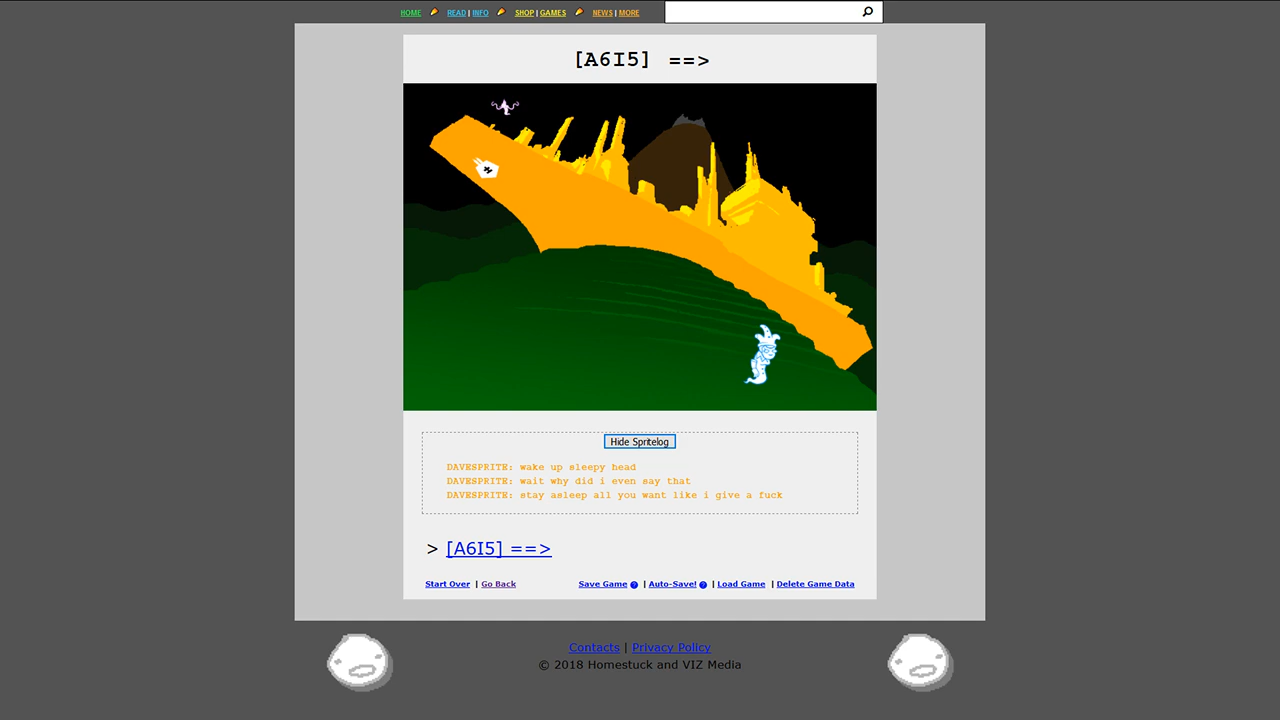 HOME READ | INFO SHOP | GAMES NEWS | MORE
[A6I5] ==>
Hide Spritelog
DAVESPRITE: wake up sleepy head
DAVESPRITE: wait why did i even say that
DAVESPRITE: stay asleep all you want like i give a fuck
> [A6I5] ==>
Start Over | Go Back Save Game ? | Auto-Save! ? | Load Game | Delete Game Data
Contacts | Privacy Policy
© 2018 Homestuck and VIZ Media